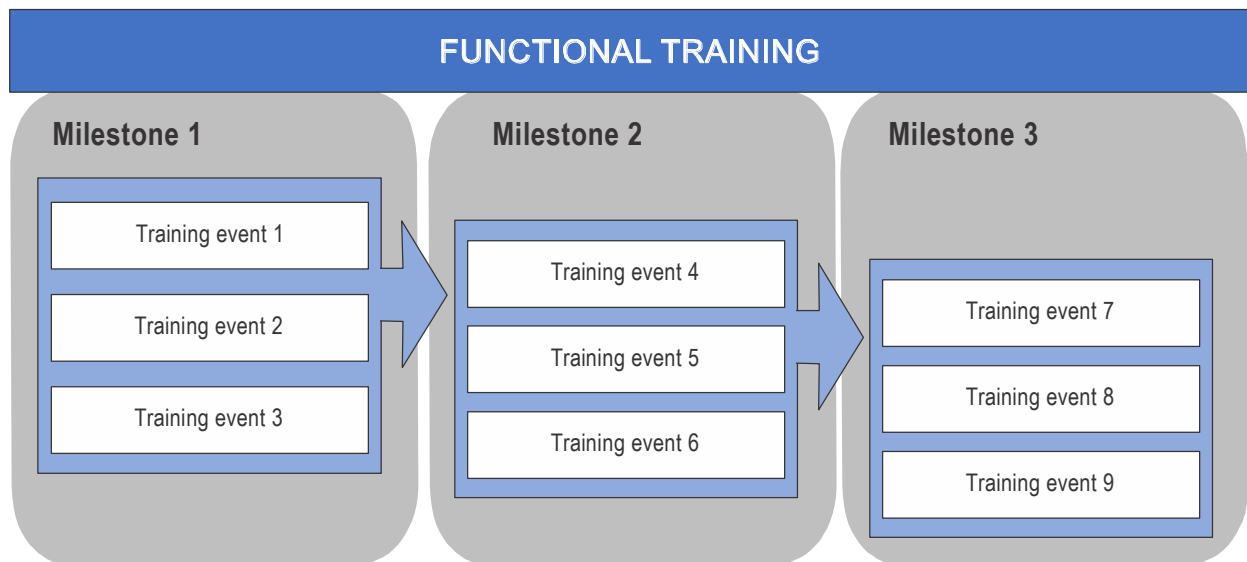 FUNCTIONAL TRAINING
Milestone 1
Training event 1
Training event 2
Training event 3
Milestone 2
Training event 4
Training event 5
Training event 6
Milestone 3
Training event 7
Training event 8
Training event 9